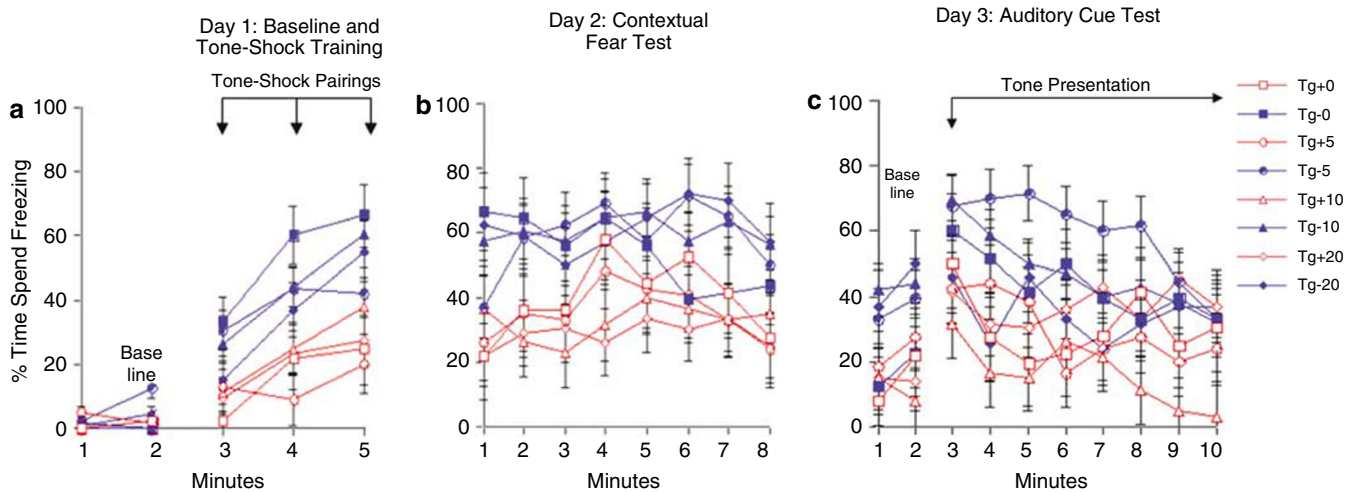 Day 1: Baseline and
Tone-Shock Training
Tone-Shock Pairings
a
% Time Spend Freezing
100
80
60
40
20
0
Base
line
1 2 3 4 5
Minutes
Day 2: Contextual
Fear Test
b
100
80
60
40
20
0
1 2 3 4 5 6 7 8
Minutes
Day 3: Auditory Cue Test
Tone Presentation
c
100
80
60
40
20
0
Base
line
1 2 3 4 5 6 7 8 9 10
Minutes
Tg+0
Tg-0
Tg+5
Tg-5
Tg+10
Tg-10
Tg+20
Tg-20